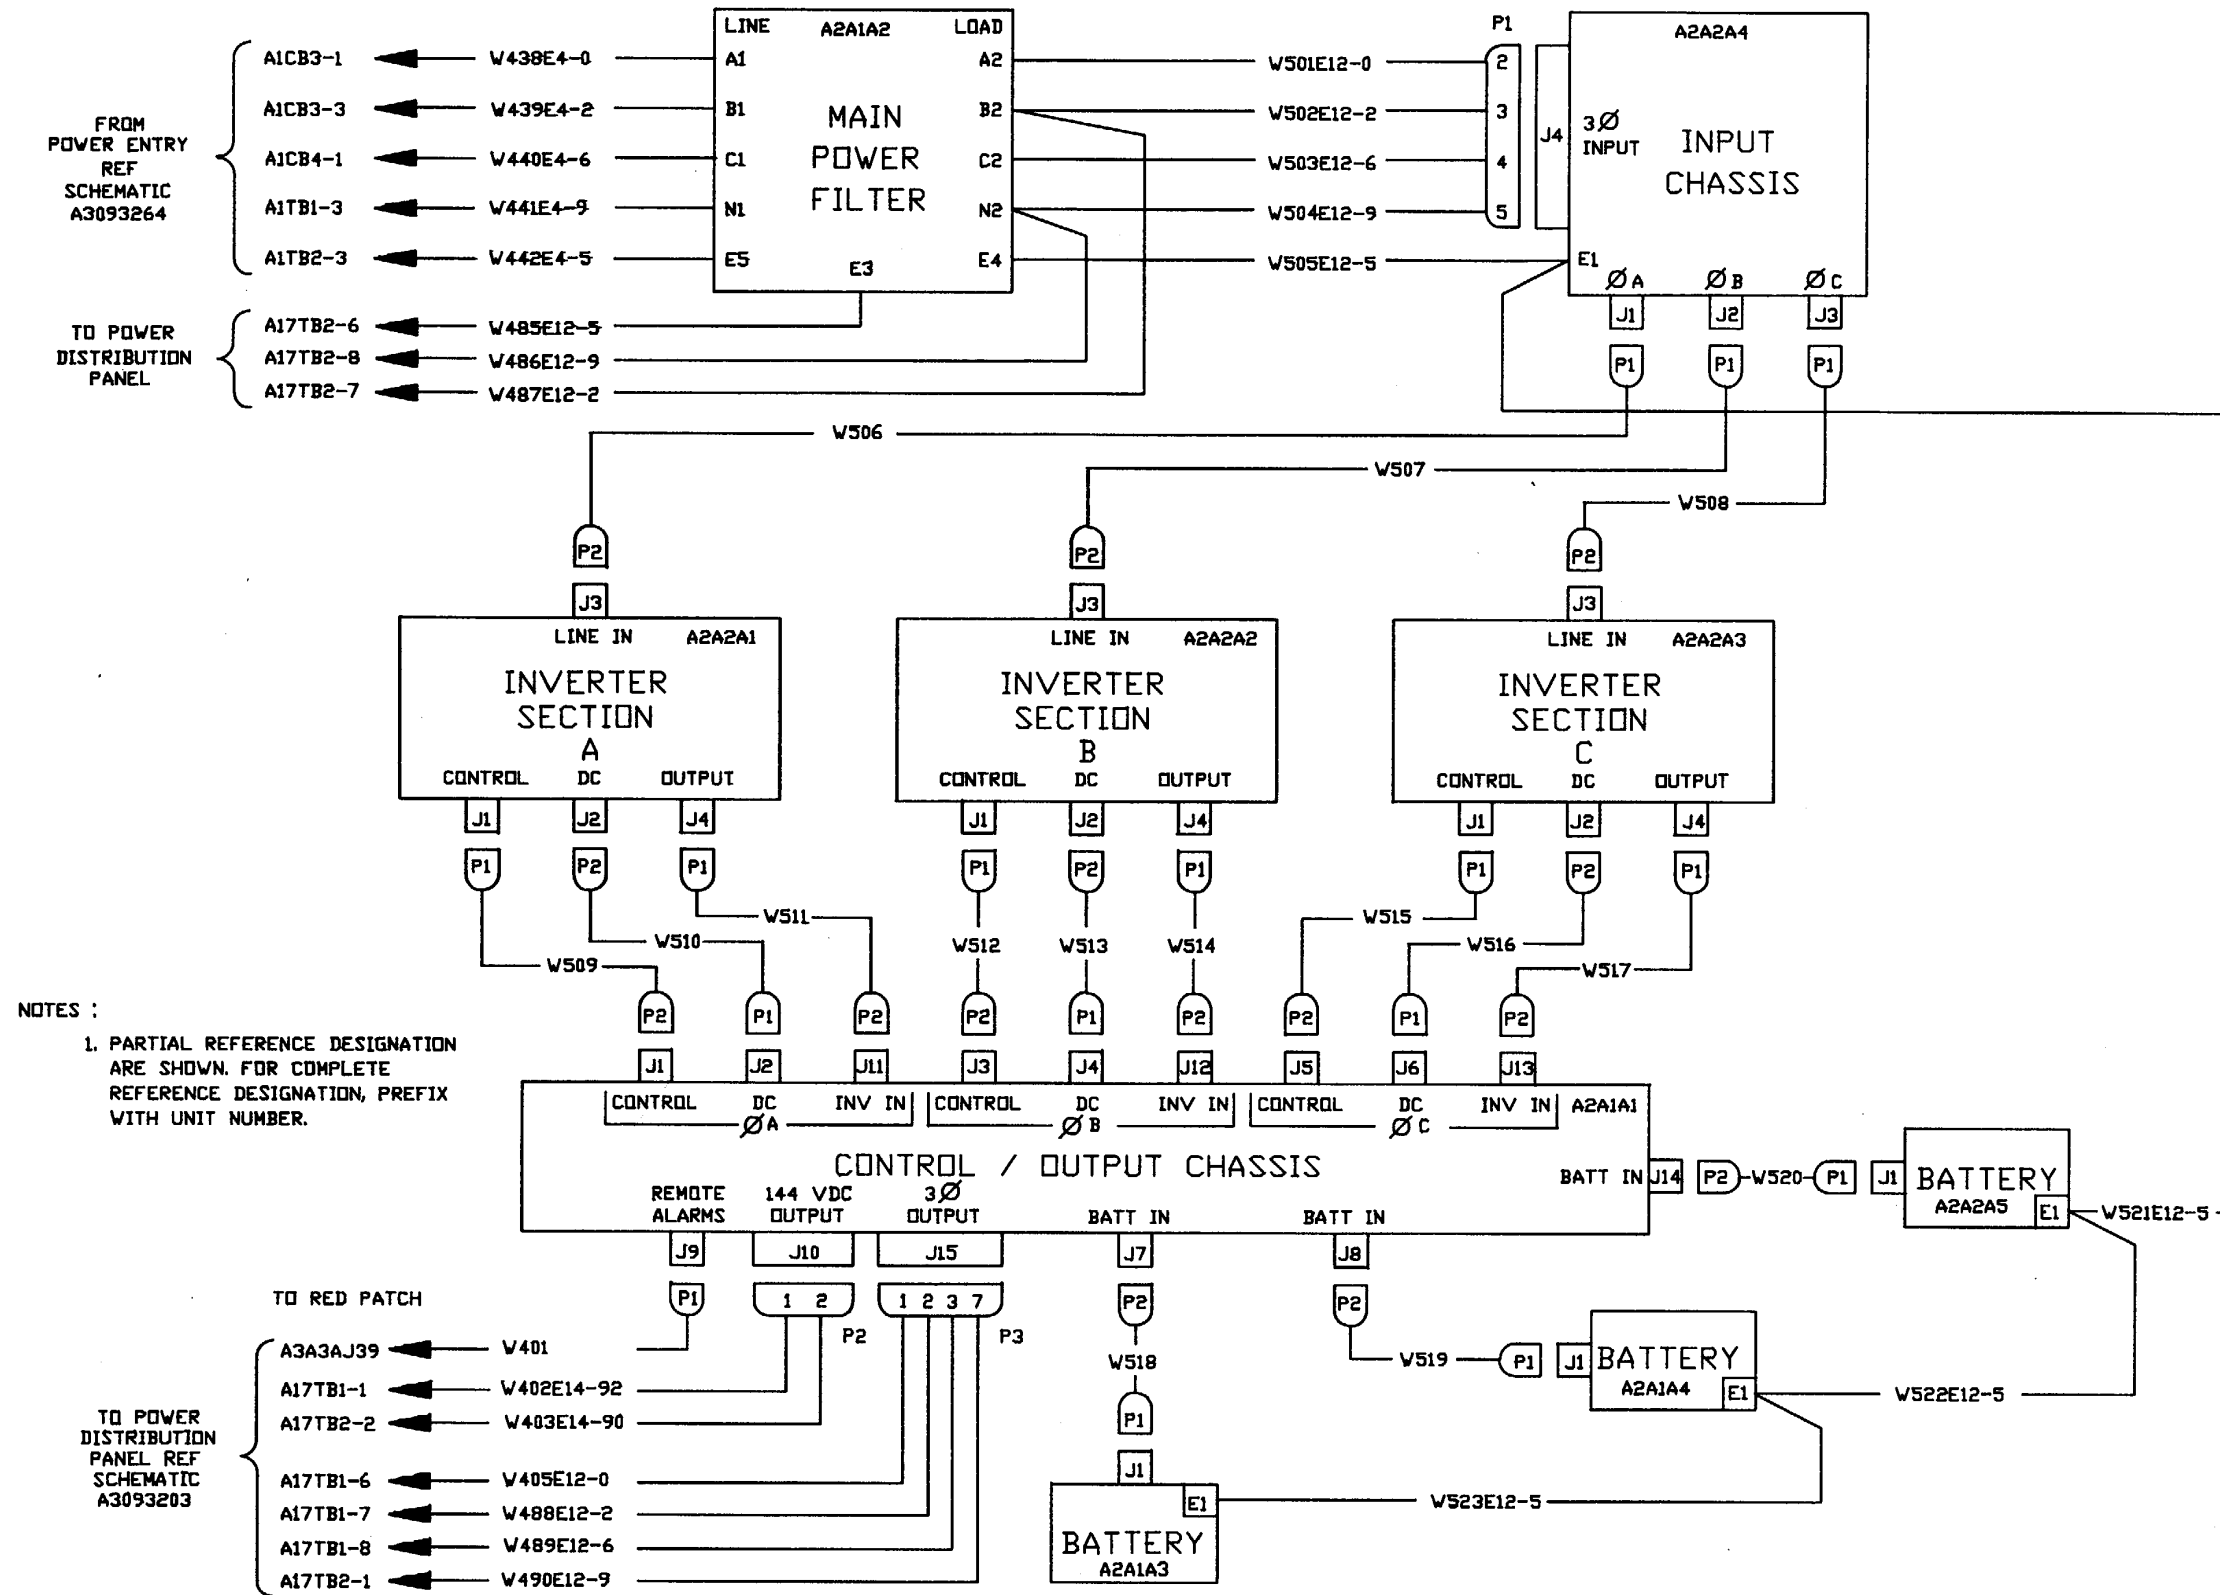 LINE A2A1A2 LOAD
MAIN
POWER
FILTER
A1 A2
B1 B2
C1 C2
N1 N2
E5 E3 E4
FROM
POWER ENTRY
REF
SCHEMATIC
A3093264
A1CB3-1 W438E4-0
A1CB3-3 W439E4-2
A1CB4-1 W440E4-6
A1TB1-3 W441E4-9
A1TB2-3 W442E4-5
TO POWER
DISTRIBUTION
PANEL
A17TB2-6 W485E12-5
A17TB2-8 W486E12-9
A17TB2-7 W487E12-2
W501E12-0
W502E12-2
W503E12-6
W504E12-9
W505E12-5
P1
2
3
4
5
J4
A2A2A4
3Ø
INPUT
INPUT
CHASSIS
E1
ØA ØB ØC
J1 J2 J3
P1 P1 P1
W506
W507
W508
P2 P2 P2
J3 J3 J3
LINE IN A2A2A1
INVERTER
SECTION
A
CONTROL DC OUTPUT
J1 J2 J4
P1 P2 P1
LINE IN A2A2A2
INVERTER
SECTION
B
CONTROL DC OUTPUT
J1 J2 J4
P1 P2 P1
LINE IN A2A2A3
INVERTER
SECTION
C
CONTROL DC OUTPUT
J1 J2 J4
P1 P2 P1
W511
W510
W509
W512 W513 W514
W515
W516
W517
NOTES :
1. PARTIAL REFERENCE DESIGNATION
ARE SHOWN. FOR COMPLETE
REFERENCE DESIGNATION, PREFIX
WITH UNIT NUMBER.
P2 P1 P2 P2 P1 P2 P2 P1 P2
J1 J2 J11 J3 J4 J12 J5 J6 J13
CONTROL DC INV IN CONTROL DC INV IN CONTROL DC INV IN A2A1A1
ØA ØB ØC
CONTROL / OUTPUT CHASSIS
BATT IN J14 P2 W520 P1 J1
BATTERY
A2A2A5
E1 W521E12-5
REMOTE
ALARMS
144 VDC
OUTPUT
3Ø
OUTPUT
BATT IN BATT IN
J9 J10 J15 J7 J8
P1 1 2 1 2 3 7 P2 P2
P2 P3
W518
W519 P1 J1
BATTERY
A2A1A4
E1 W522E12-5
P1
J1
E1 W523E12-5
BATTERY
A2A1A3
TO RED PATCH
A3A3AJ39 W401
TO POWER
DISTRIBUTION
PANEL REF
SCHEMATIC
A3093203
A17TB1-1 W402E14-92
A17TB2-2 W403E14-90
A17TB1-6 W405E12-0
A17TB1-7 W488E12-2
A17TB1-8 W489E12-6
A17TB2-1 W490E12-9